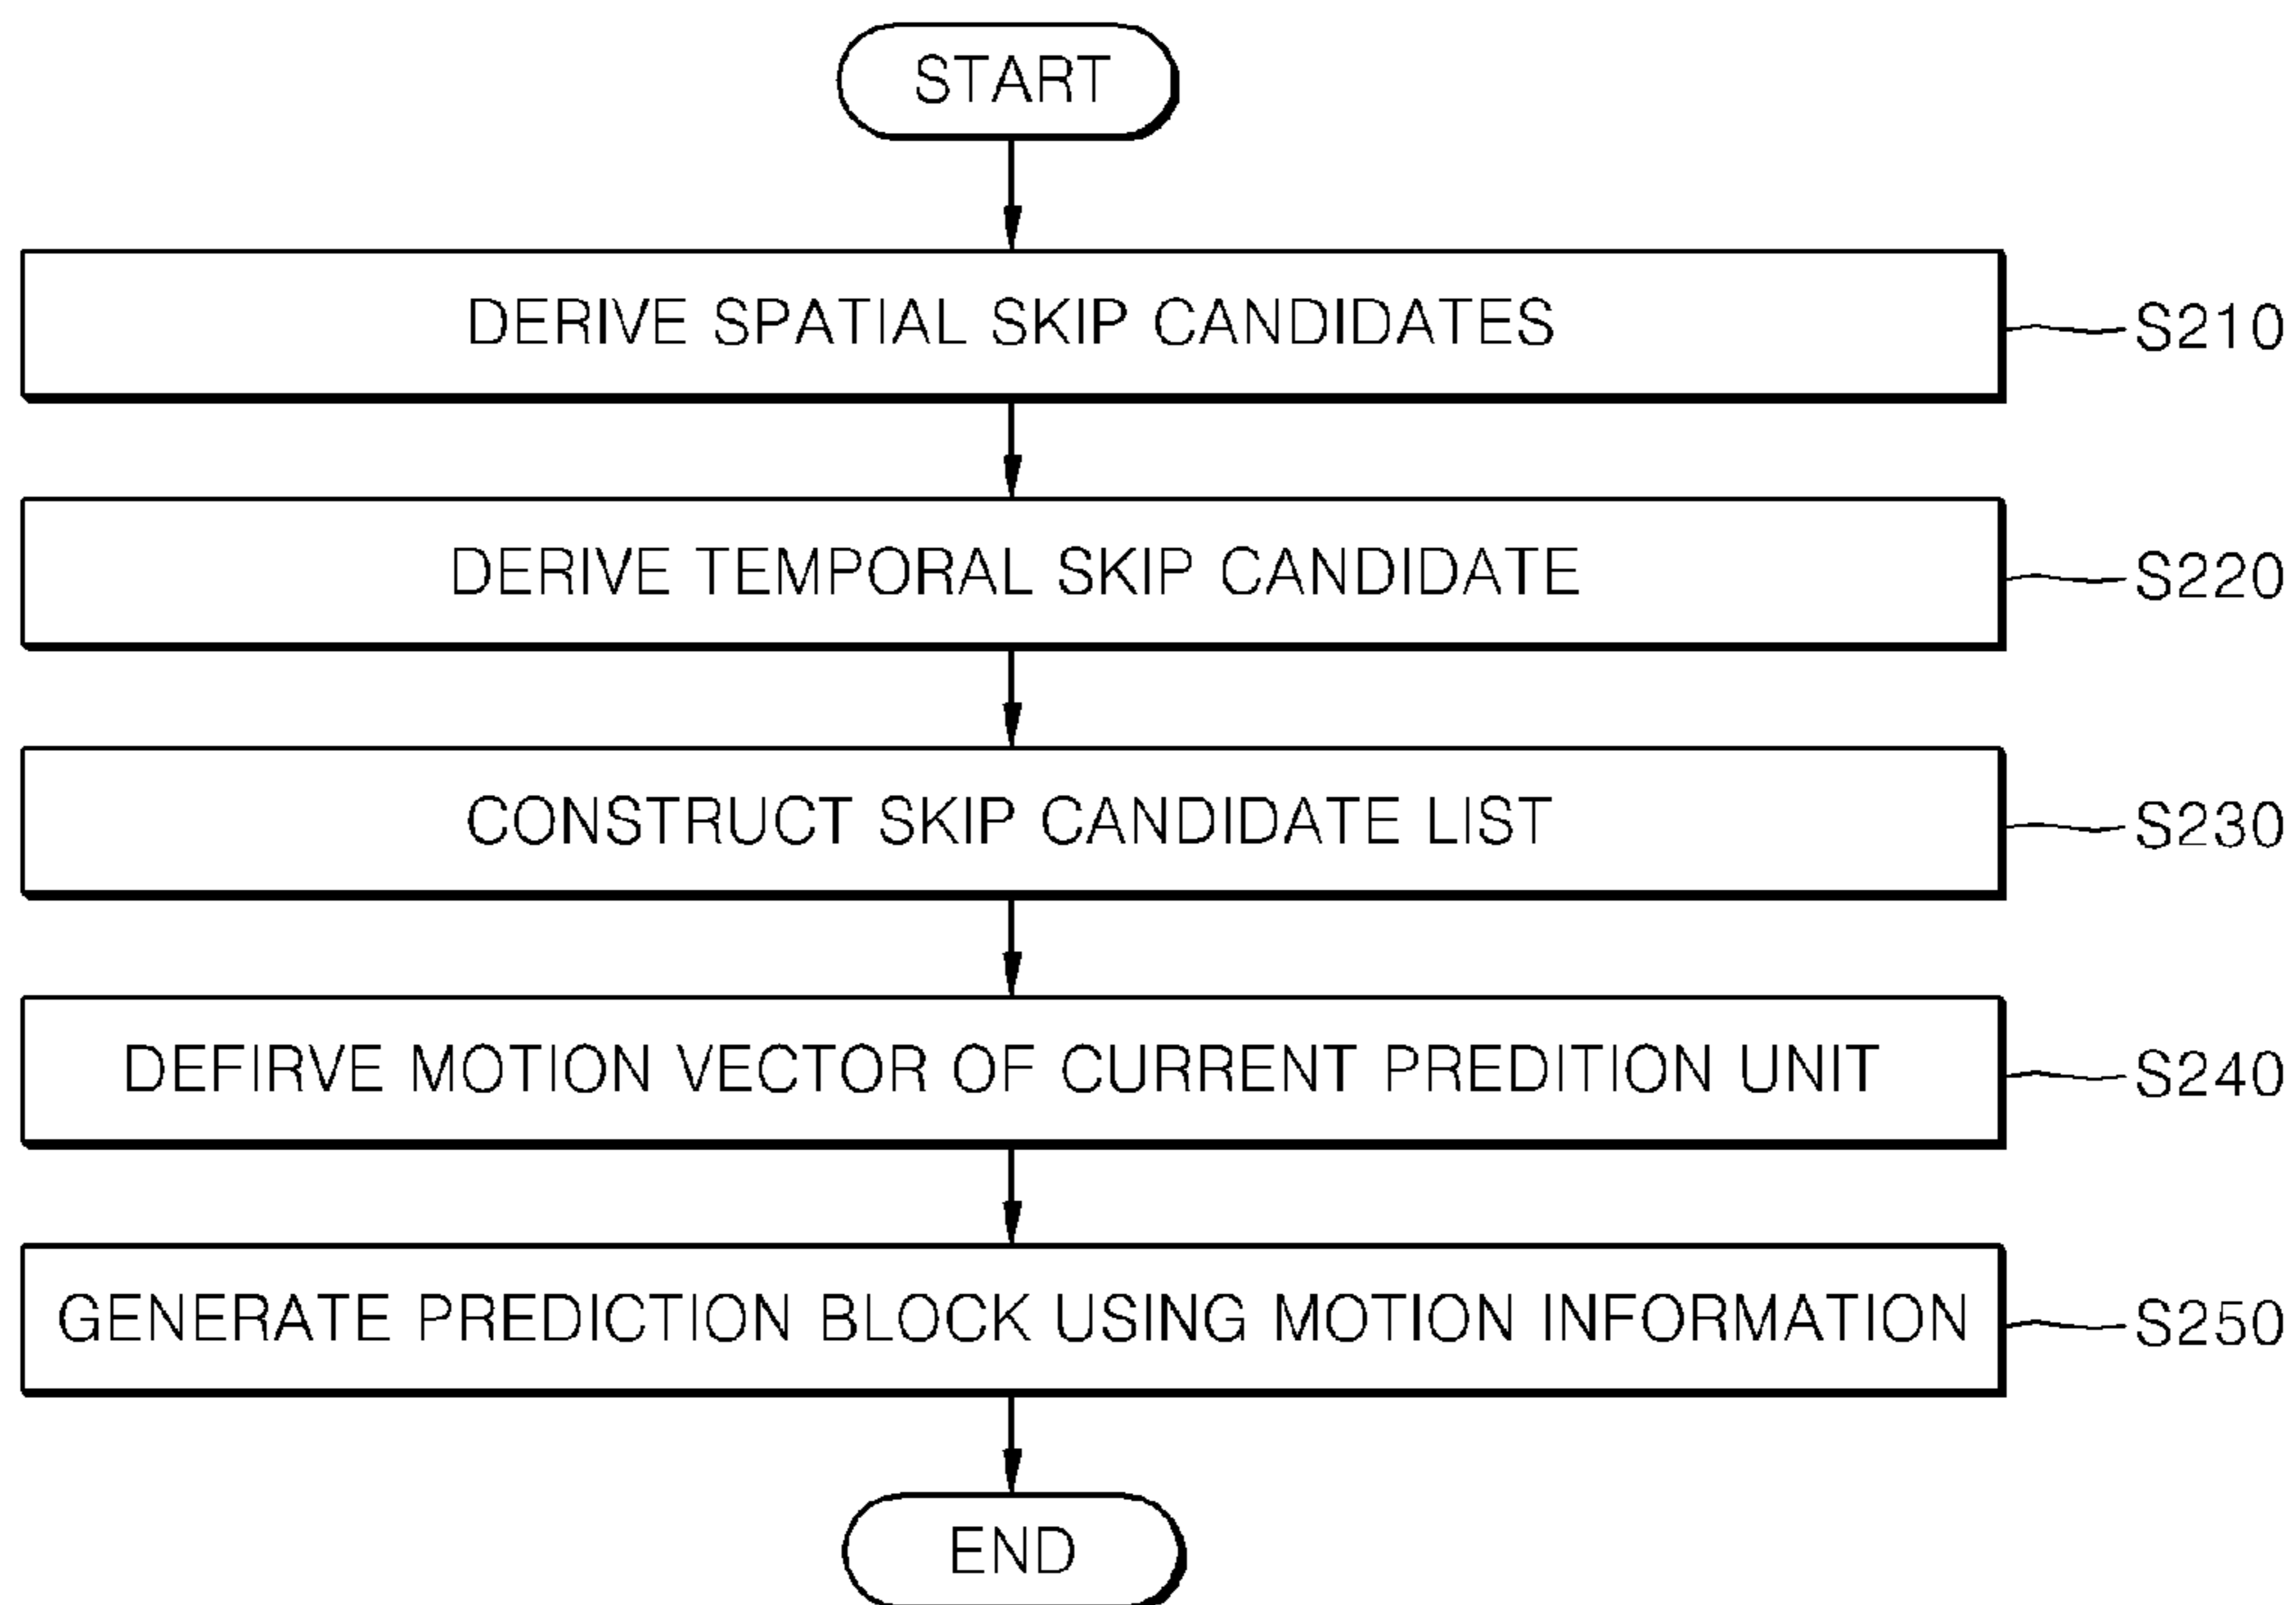 START
DERIVE SPATIAL SKIP CANDIDATES S210
DERIVE TEMPORAL SKIP CANDIDATE S220
CONSTRUCT SKIP CANDIDATE LIST S230
DEFIRVE MOTION VECTOR OF CURRENT PREDITION UNIT S240
GENERATE PREDICTION BLOCK USING MOTION INFORMATION S250
END